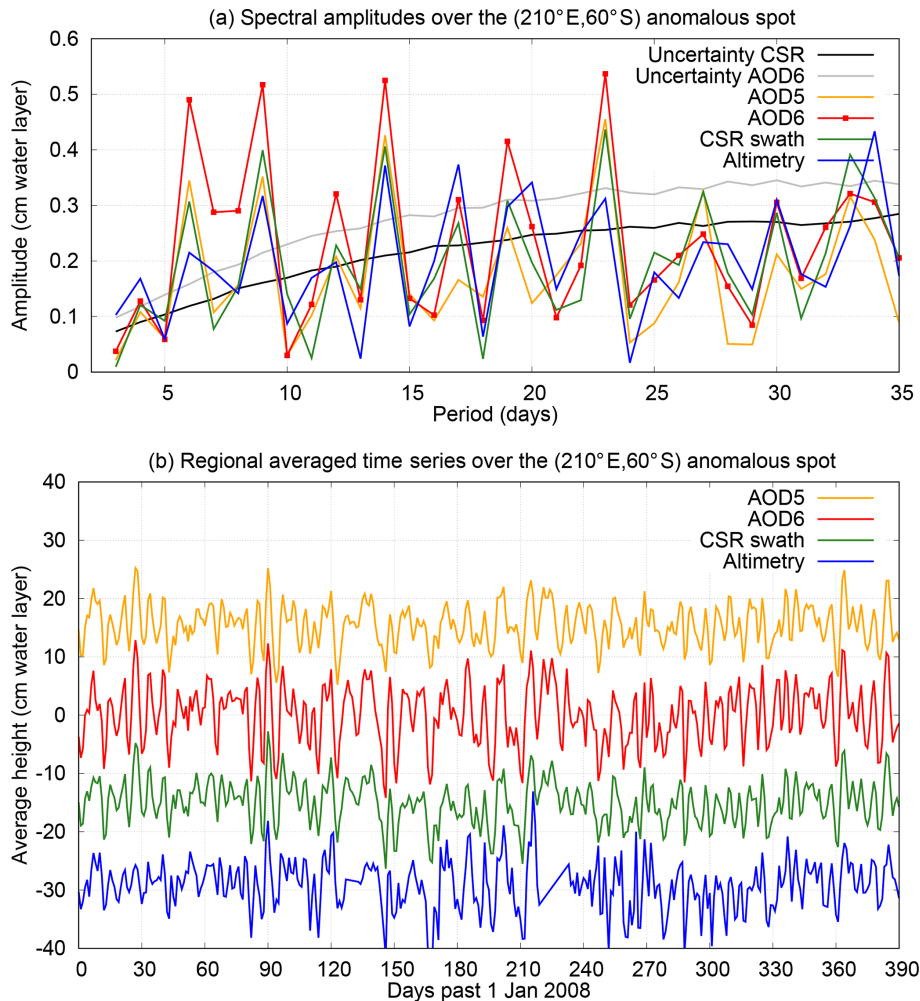 (a) Spectral amplitudes over the (210°E,60°S) anomalous spot
0.6
0.5
0.4
0.3
0.2
0.1
0
Amplitude (cm water layer)
Uncertainty CSR
Uncertainty AOD6
AOD5
AOD6
CSR swath
Altimetry
5 10 15 20 25 30 35
Period (days)
(b) Regional averaged time series over the (210°E,60°S) anomalous spot
40
30
20
10
0
-10
-20
-30
-40
Average height (cm water layer)
AOD5
AOD6
CSR swath
Altimetry
0 30 60 90 120 150 180 210 240 270 300 330 360 390
Days past 1 Jan 2008